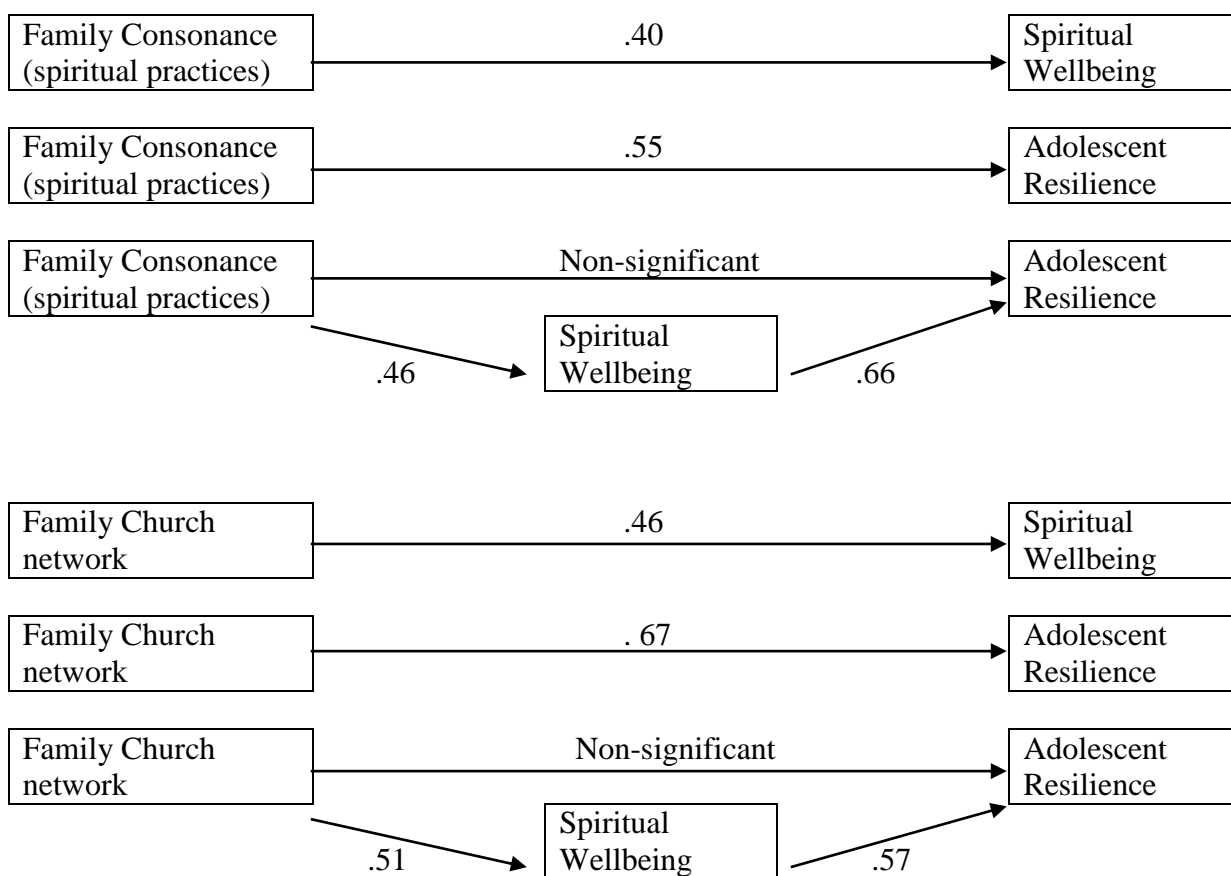 Family Consonance
(spiritual practices)
.40
Spiritual
Wellbeing
Family Consonance
(spiritual practices)
.55
Adolescent
Resilience
Family Consonance
(spiritual practices)
Non-significant
Adolescent
Resilience
Spiritual
Wellbeing
.46
.66
Family Church
network
.46
Spiritual
Wellbeing
Family Church
network
. 67
Adolescent
Resilience
Family Church
network
Non-significant
Adolescent
Resilience
Spiritual
Wellbeing
.51
.57